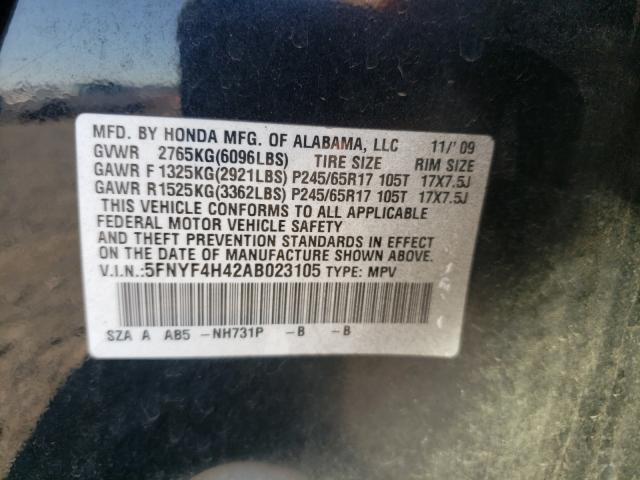 MFD. BY HONDA MFG. OF ALABAMA, LLC 11/'09
GVWR 2765KG(6096LBS) TIRE SIZE RIM SIZE
GAWR F 1325KG(2921LBS) P245/65R17 105T 17X7.5J
GAWR R 1525KG(3362LBS) P245/65R17 105T 17X7.5J
THIS VEHICLE CONFORMS TO ALL APPLICABLE
FEDERAL MOTOR VEHICLE SAFETY
AND THEFT PREVENTION STANDARDS IN EFFECT
ON THE DATE OF MANUFACTURE SHOWN ABOVE.
V.I.N.:5FNYF4H42AB023105 TYPE: MPV
SZA A AB5 -NH731P -B -B